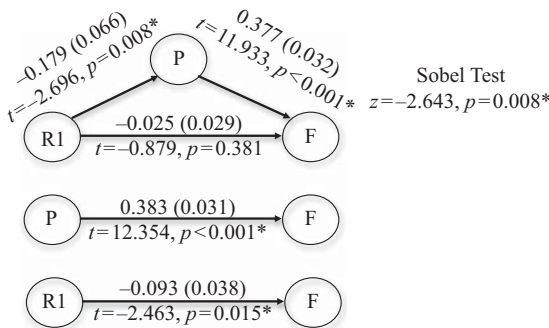 –0.179 (0.066)
t=–2.696, p=0.008*
0.377 (0.032)
t=11.933, p<0.001*
P
Sobel Test
z=–2.643, p=0.008*
R1
–0.025 (0.029)
t=–0.879, p=0.381
F
P
0.383 (0.031)
t=12.354, p<0.001*
F
R1
–0.093 (0.038)
t=–2.463, p=0.015*
F